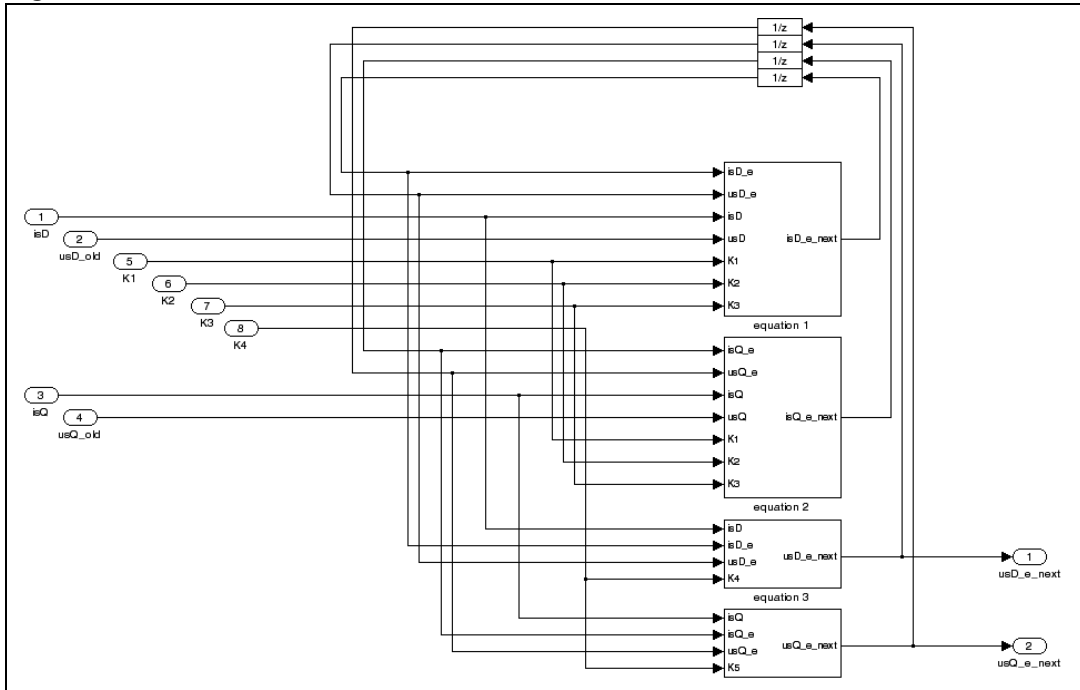 1/z
1/z
1/z
1/z
isD_e
usD_e
isD
usD
K1
K2
K3
isD_e_next
equation 1
1
isD
2
usD_old
5
K1
6
K2
7
K3
8
K4
3
isQ
4
usQ_old
isQ_e
usQ_e
isQ
usQ
K1
K2
K3
isQ_e_next
equation 2
isD
isD_e
usD_e
K4
usD_e_next
equation 3
1
usD_e_next
isQ
isQ_e
usQ_e
K5
usQ_e_next
2
usQ_e_next